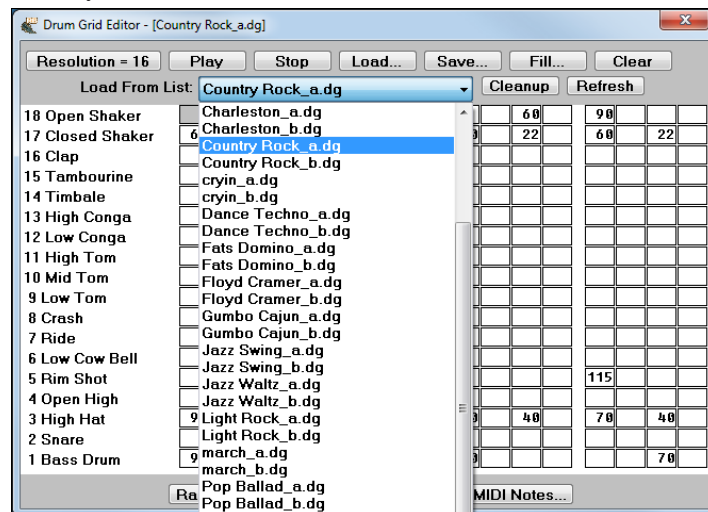 Drum Grid Editor - [Country Rock_a.dg]
Resolution = 16 Play Stop Load... Save... Fill... Clear
Load From List: Country Rock_a.dg Cleanup Refresh
18 Open Shaker Charleston_a.dg 60 90
17 Closed Shaker 6 Charleston_b.dg 22 60 22
Country Rock_a.dg
16 Clap Country Rock_b.dg
15 Tambourine cryin_a.dg
14 Timbale cryin_b.dg
13 High Conga Dance Techno_a.dg
12 Low Conga Dance Techno_b.dg
11 High Tom Fats Domino_a.dg
Fats Domino_b.dg
10 Mid Tom Floyd Cramer_a.dg
9 Low Tom Floyd Cramer_b.dg
8 Crash Gumbo Cajun_a.dg
7 Ride Gumbo Cajun_b.dg
6 Low Cow Bell Jazz Swing_a.dg
Jazz Swing_b.dg
5 Rim Shot Jazz Waltz_a.dg 115
4 Open High Jazz Waltz_b.dg
3 High Hat 9 Light Rock_a.dg 40 70 40
2 Snare Light Rock_b.dg
1 Bass Drum 9 march_a.dg 70
march_b.dg
Pop Ballad_a.dg
Ra Pop Ballad_b.dg MIDI Notes...